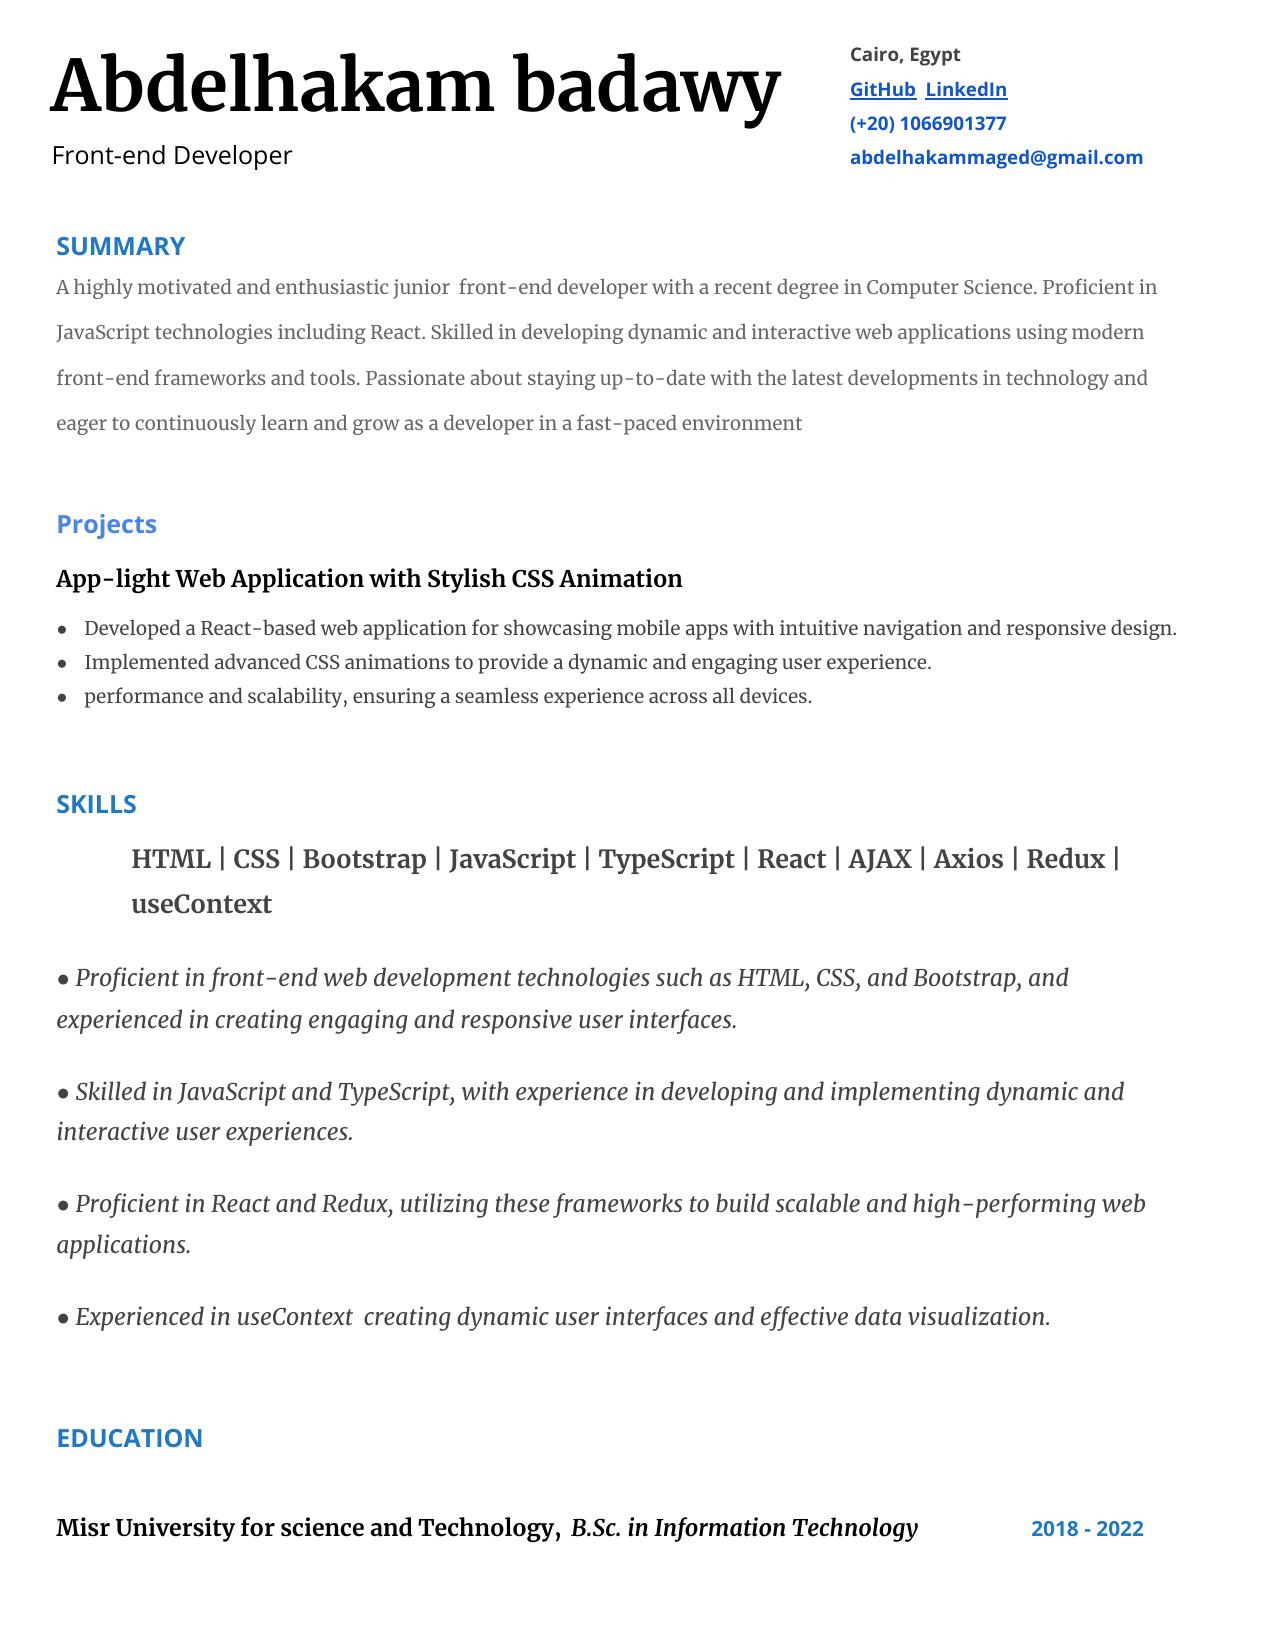 Abdelhakam badawy
Front-end Developer
Cairo, Egypt
GitHub LinkedIn
(+20) 1066901377
abdelhakammaged@gmail.com
SUMMARY
A highly motivated and enthusiastic junior front-end developer with a recent degree in Computer Science. Proficient in
JavaScript technologies including React. Skilled in developing dynamic and interactive web applications using modern
front-end frameworks and tools. Passionate about staying up-to-date with the latest developments in technology and
eager to continuously learn and grow as a developer in a fast-paced environment
Projects
App-light Web Application with Stylish CSS Animation
● Developed a React-based web application for showcasing mobile apps with intuitive navigation and responsive design.
● Implemented advanced CSS animations to provide a dynamic and engaging user experience.
● performance and scalability, ensuring a seamless experience across all devices.
SKILLS
HTML | CSS | Bootstrap | JavaScript | TypeScript | React | AJAX | Axios | Redux |
useContext
● Proficient in front-end web development technologies such as HTML, CSS, and Bootstrap, and
experienced in creating engaging and responsive user interfaces.
● Skilled in JavaScript and TypeScript, with experience in developing and implementing dynamic and
interactive user experiences.
● Proficient in React and Redux, utilizing these frameworks to build scalable and high-performing web
applications.
● Experienced in useContext creating dynamic user interfaces and effective data visualization.
EDUCATION
Misr University for science and Technology, B.Sc. in Information Technology 2018 - 2022